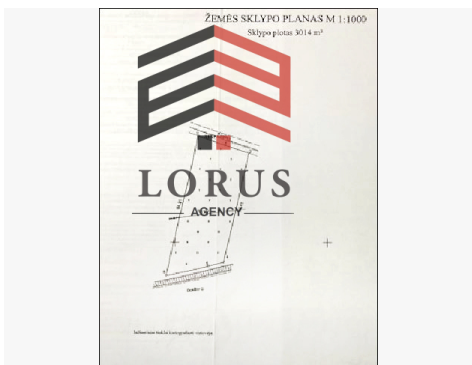 ŽEMĖS SKLYPO PLANAS M 1:1000
Sklypo plotas 3014 m²
LORUS
AGENCY